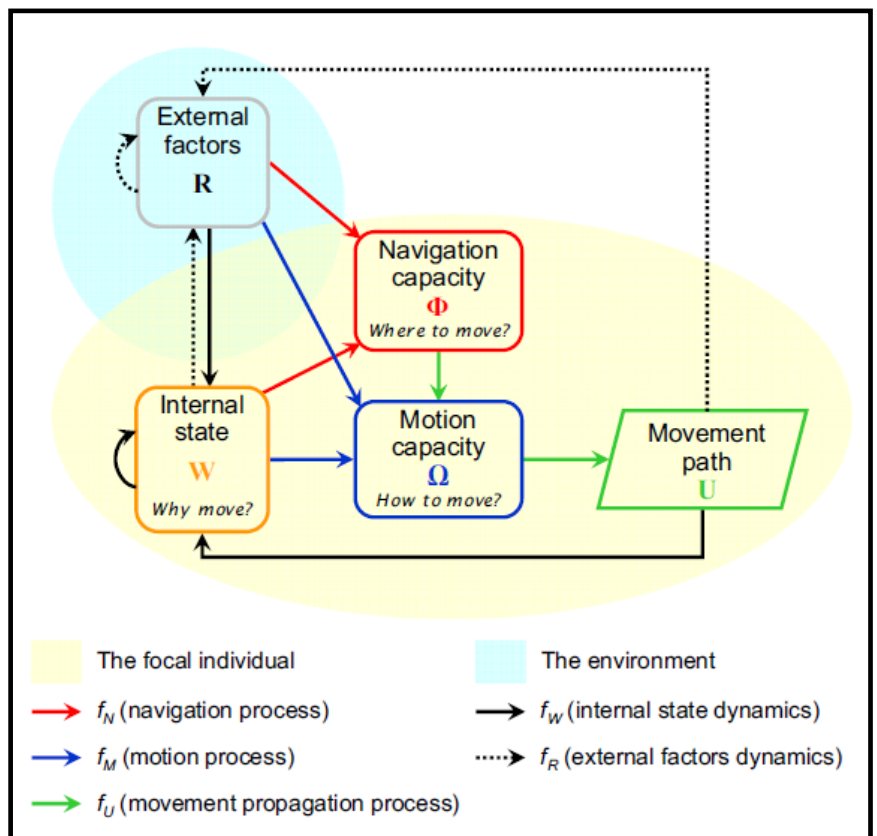 External
factors
R
Navigation
capacity
Φ
Where to move?
Internal
state
W
Why move?
Motion
capacity
Ω
How to move?
Movement
path
U
The focal individual
The environment
f_N (navigation process)
f_W (internal state dynamics)
f_M (motion process)
f_R (external factors dynamics)
f_U (movement propagation process)